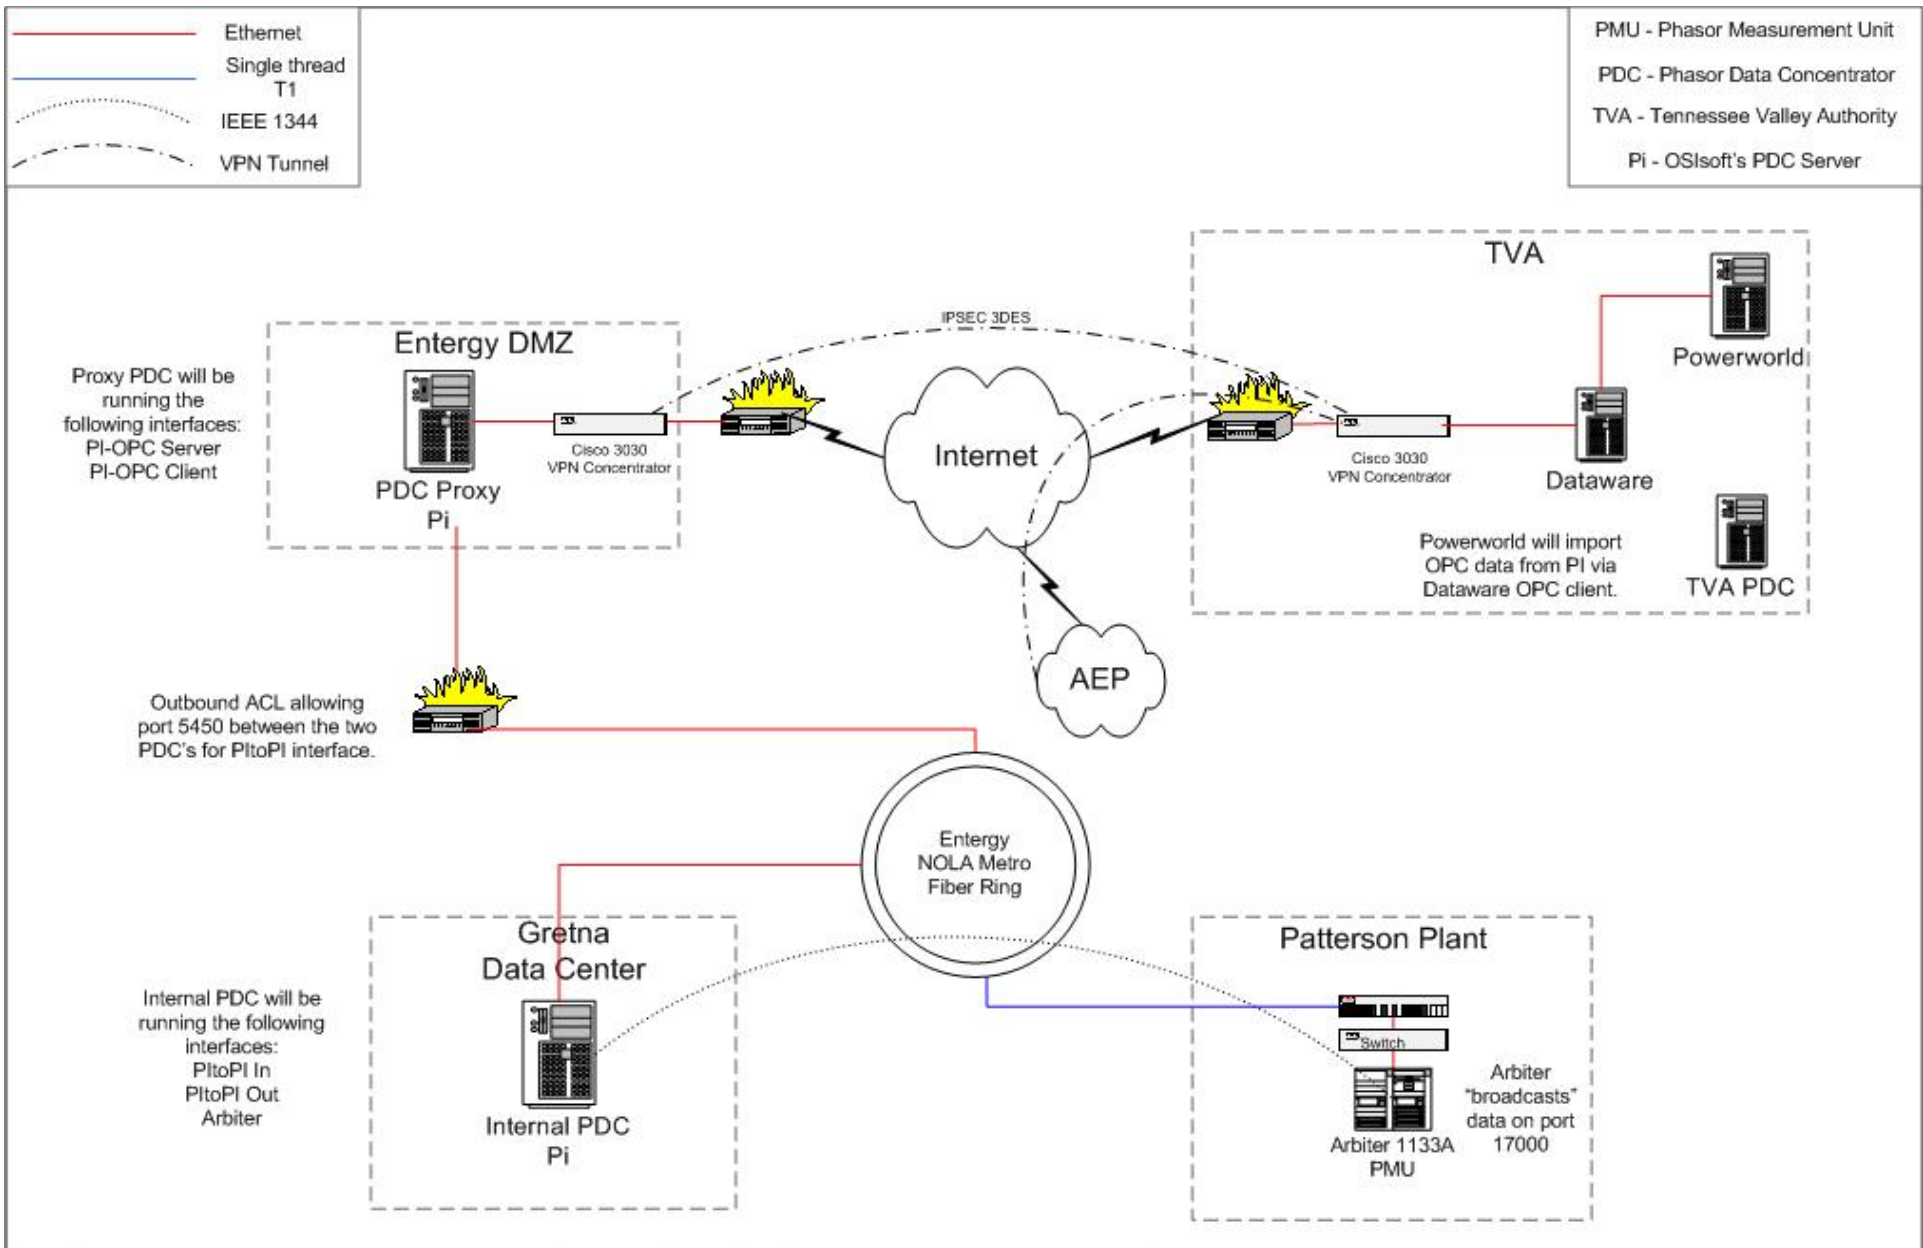 Ethernet
Single thread
T1
IEEE 1344
VPN Tunnel
PMU - Phasor Measurement Unit
PDC - Phasor Data Concentrator
TVA - Tennessee Valley Authority
Pi - OSIsoft's PDC Server
Proxy PDC will be
running the
following interfaces:
PI-OPC Server
PI-OPC Client
Entergy DMZ
PDC Proxy
Pi
Cisco 3030
VPN Concentrator
IPSEC 3DES
Internet
AEP
TVA
Cisco 3030
VPN Concentrator
Powerworld
Dataware
Powerworld will import
OPC data from PI via
Dataware OPC client.
TVA PDC
Outbound ACL allowing
port 5450 between the two
PDC's for PItoPI interface.
Entergy
NOLA Metro
Fiber Ring
Gretna
Data Center
Internal PDC will be
running the following
interfaces:
PItoPI In
PItoPI Out
Arbiter
Internal PDC
Pi
Patterson Plant
Switch
Arbiter 1133A
PMU
Arbiter
"broadcasts"
data on port
17000